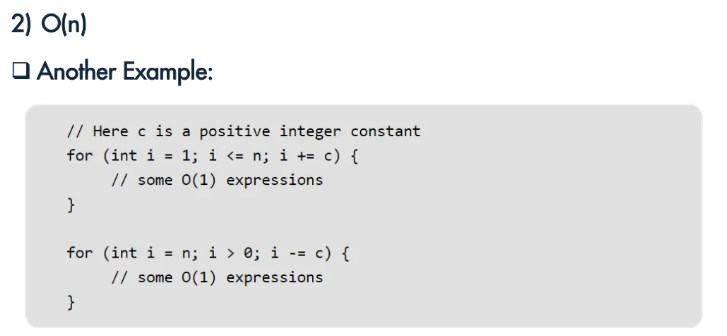 2) O(n)
❑ Another Example:
// Here c is a positive integer constant
for (int i = 1; i <= n; i += c) {
// some O(1) expressions
}
for (int i = n; i > 0; i -= c) {
// some O(1) expressions
}